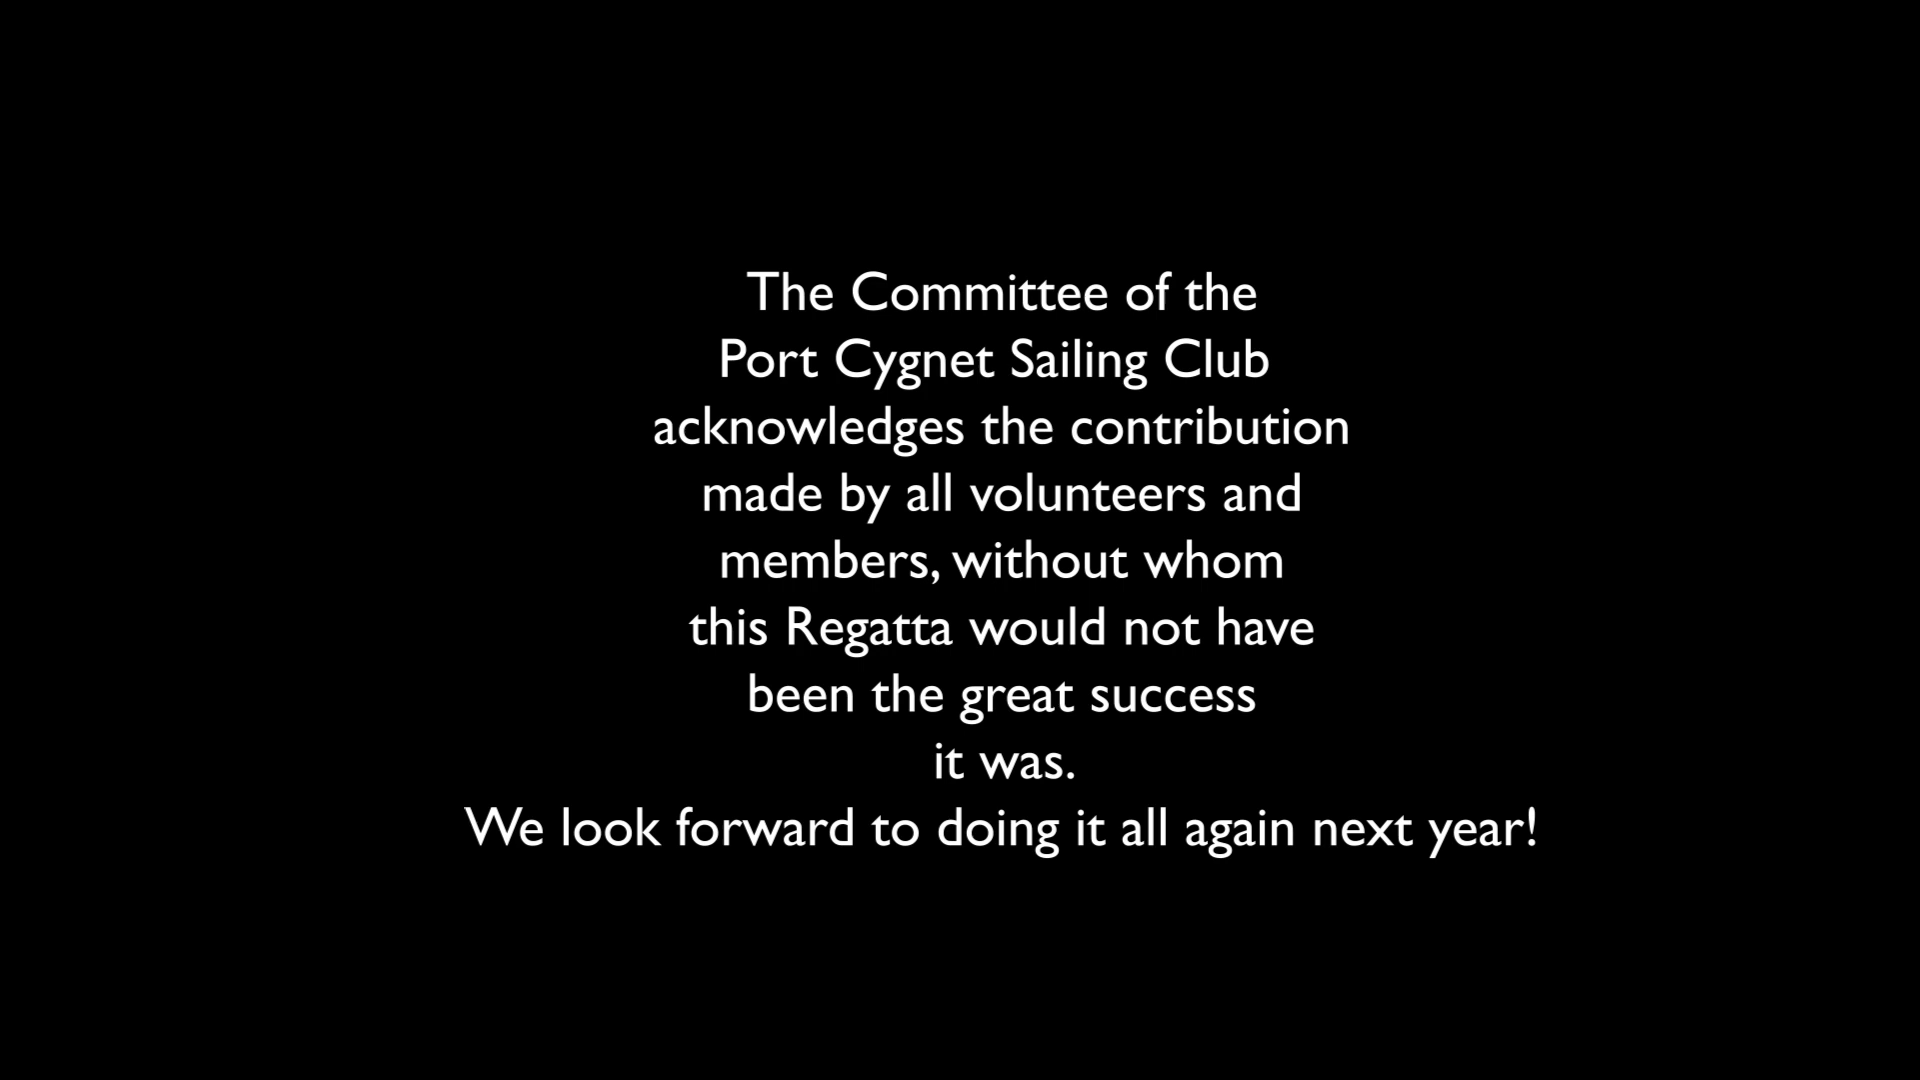 The Committee of the
Port Cygnet Sailing Club
acknowledges the contribution
made by all volunteers and
members, without whom
this Regatta would not have
been the great success
it was.
We look forward to doing it all again next year!